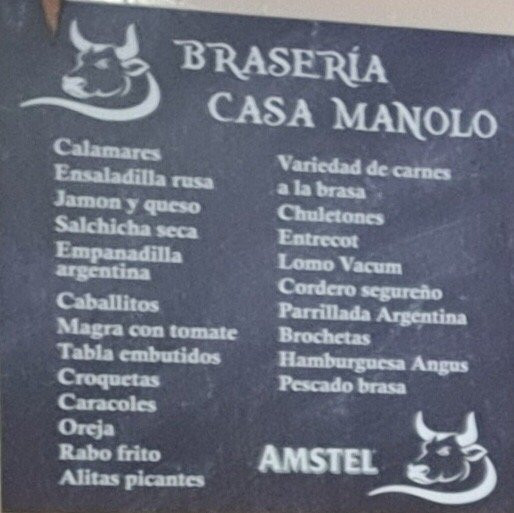 BRASERÍA
CASA MANOLO
Calamares
Ensaladilla rusa
Jamon y queso
Salchicha seca
Empanadilla
argentina
Caballitos
Magra con tomate
Tabla embutidos
Croquetas
Caracoles
Oreja
Rabo frito
Alitas picantes
Variedad de carnes
a la brasa
Chuletones
Entrecot
Lomo Vacum
Cordero segureño
Parrillada Argentina
Brochetas
Hamburguesa Angus
Pescado brasa
AMSTEL